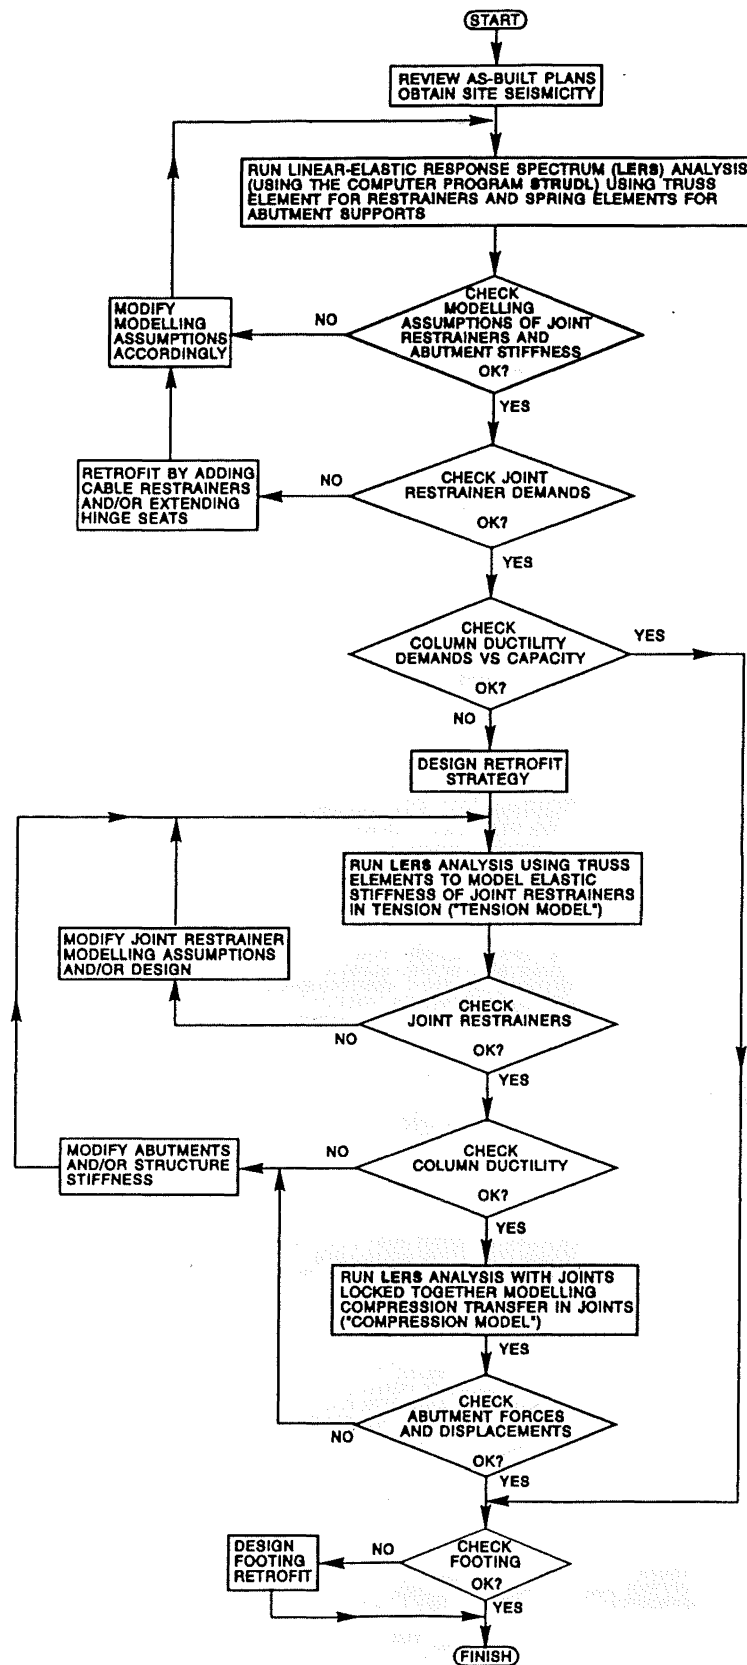 START
REVIEW AS-BUILT PLANS
OBTAIN SITE SEISMICITY
RUN LINEAR-ELASTIC RESPONSE SPECTRUM (LERS) ANALYSIS
(USING THE COMPUTER PROGRAM STRUDL) USING TRUSS
ELEMENT FOR RESTRAINERS AND SPRING ELEMENTS FOR
ABUTMENT SUPPORTS
CHECK
MODELLING
ASSUMPTIONS OF JOINT
RESTRAINERS AND
ABUTMENT STIFFNESS
OK?
NO
MODIFY
MODELLING
ASSUMPTIONS
ACCORDINGLY
YES
CHECK JOINT
RESTRAINER DEMANDS
OK?
NO
RETROFIT BY ADDING
CABLE RESTRAINERS
AND/OR EXTENDING
HINGE SEATS
YES
CHECK
COLUMN DUCTILITY
DEMANDS VS CAPACITY
OK?
YES
NO
DESIGN RETROFIT
STRATEGY
RUN LERS ANALYSIS USING TRUSS
ELEMENTS TO MODEL ELASTIC
STIFFNESS OF JOINT RESTRAINERS
IN TENSION ("TENSION MODEL")
MODIFY JOINT RESTRAINER
MODELLING ASSUMPTIONS
AND/OR DESIGN
CHECK
JOINT RESTRAINERS
OK?
NO
YES
CHECK
COLUMN DUCTILITY
OK?
NO
MODIFY ABUTMENTS
AND/OR STRUCTURE
STIFFNESS
YES
RUN LERS ANALYSIS WITH JOINTS
LOCKED TOGETHER MODELLING
COMPRESSION TRANSFER IN JOINTS
("COMPRESSION MODEL")
YES
CHECK
ABUTMENT FORCES
AND DISPLACEMENTS
OK?
NO
YES
CHECK
FOOTING
OK?
NO
DESIGN
FOOTING
RETROFIT
YES
FINISH